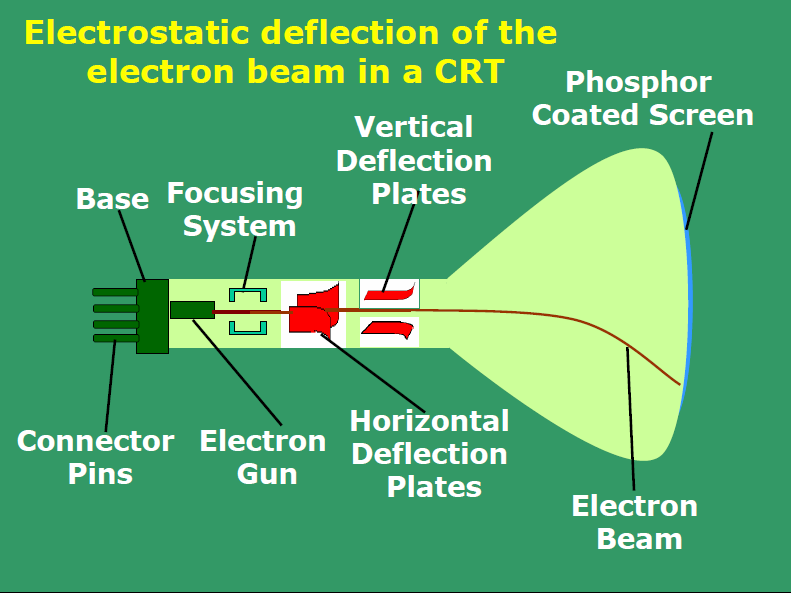 Electrostatic deflection of the
electron beam in a CRT
Phosphor
Coated Screen
Vertical
Deflection
Plates
Focusing
System
Base
Connector
Pins
Electron
Gun
Horizontal
Deflection
Plates
Electron
Beam